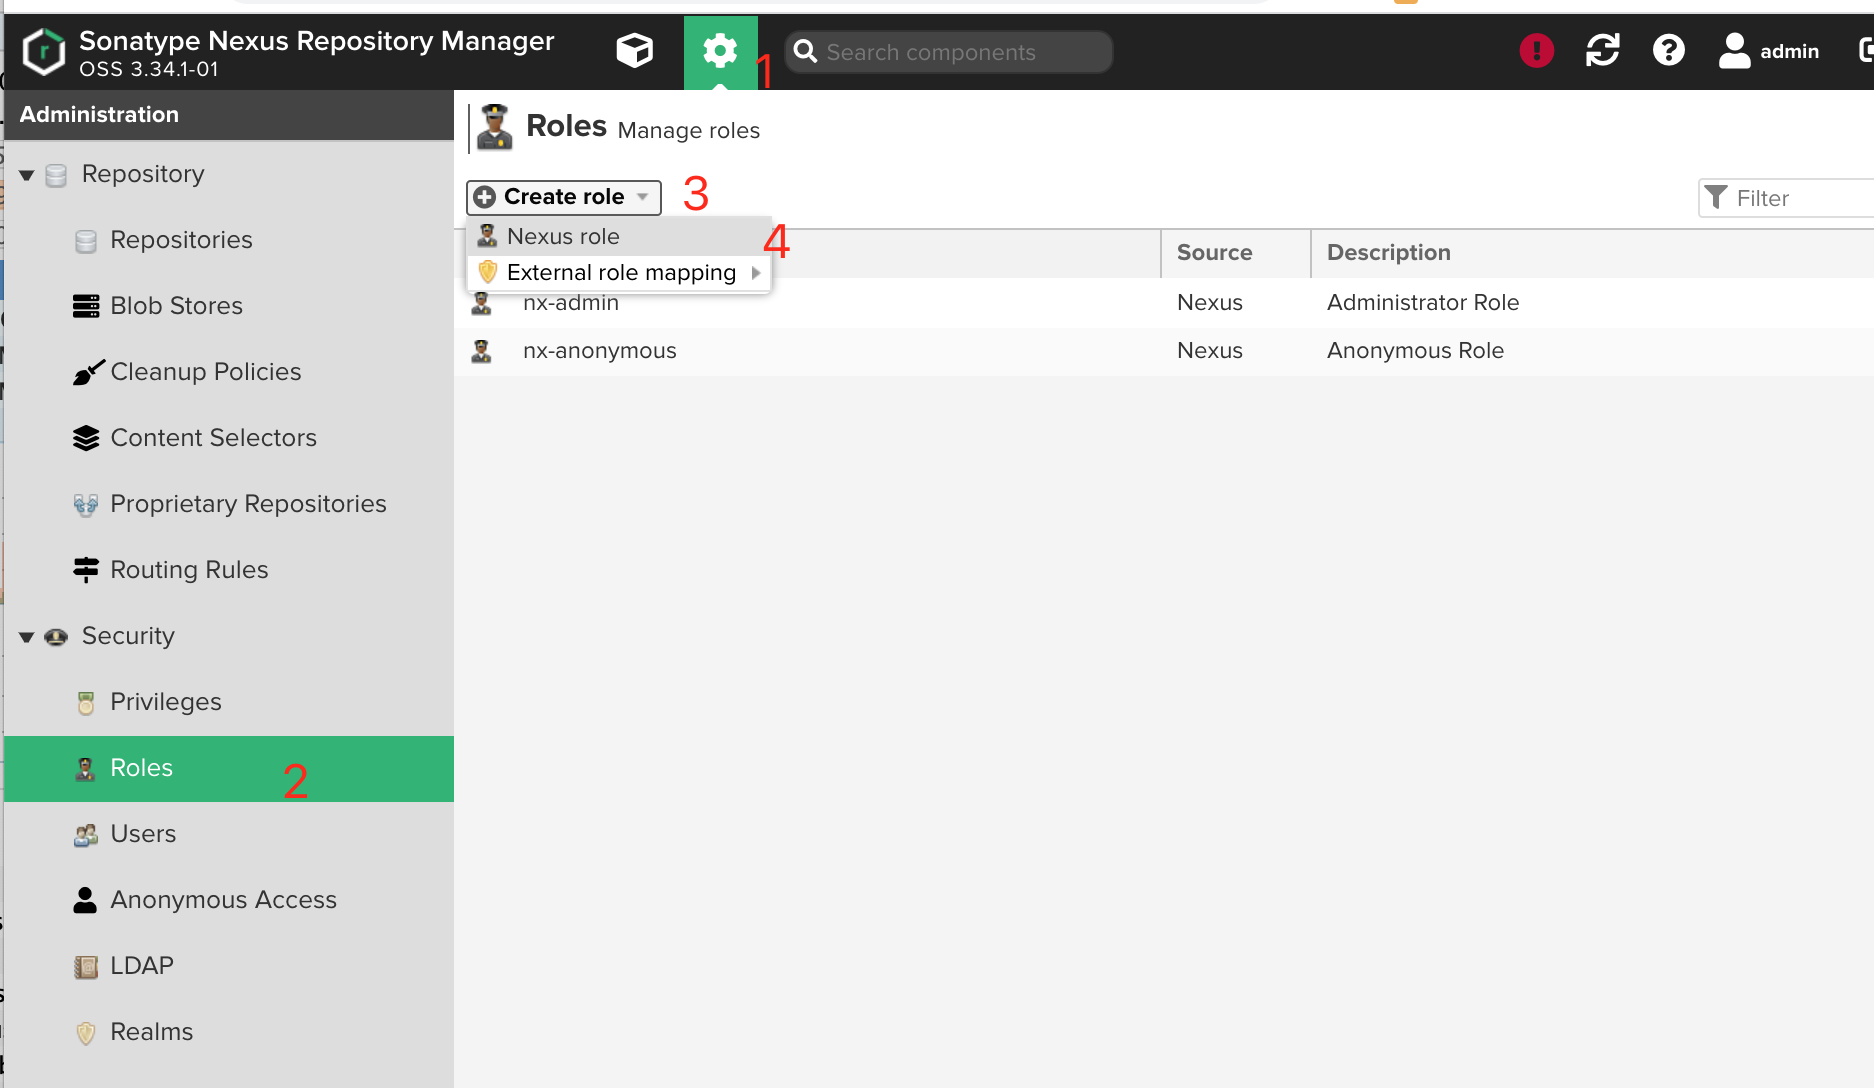 Sonatype Nexus Repository Manager
OSS 3.34.1-01
1
Search components
admin
Administration
Repository
Repositories
Blob Stores
Cleanup Policies
Content Selectors
Proprietary Repositories
Routing Rules
Security
Privileges
Roles
2
Users
Anonymous Access
LDAP
Realms
Roles Manage roles
Create role
3
Filter
Nexus role
4
External role mapping
Source Description
nx-admin Nexus Administrator Role
nx-anonymous Nexus Anonymous Role